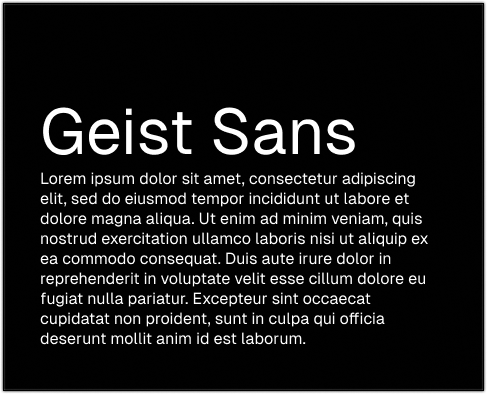 Geist Sans
Lorem ipsum dolor sit amet, consectetur adipiscing
elit, sed do eiusmod tempor incididunt ut labore et
dolore magna aliqua. Ut enim ad minim veniam, quis
nostrud exercitation ullamco laboris nisi ut aliquip ex
ea commodo consequat. Duis aute irure dolor in
reprehenderit in voluptate velit esse cillum dolore eu
fugiat nulla pariatur. Excepteur sint occaecat
cupidatat non proident, sunt in culpa qui officia
deserunt mollit anim id est laborum.